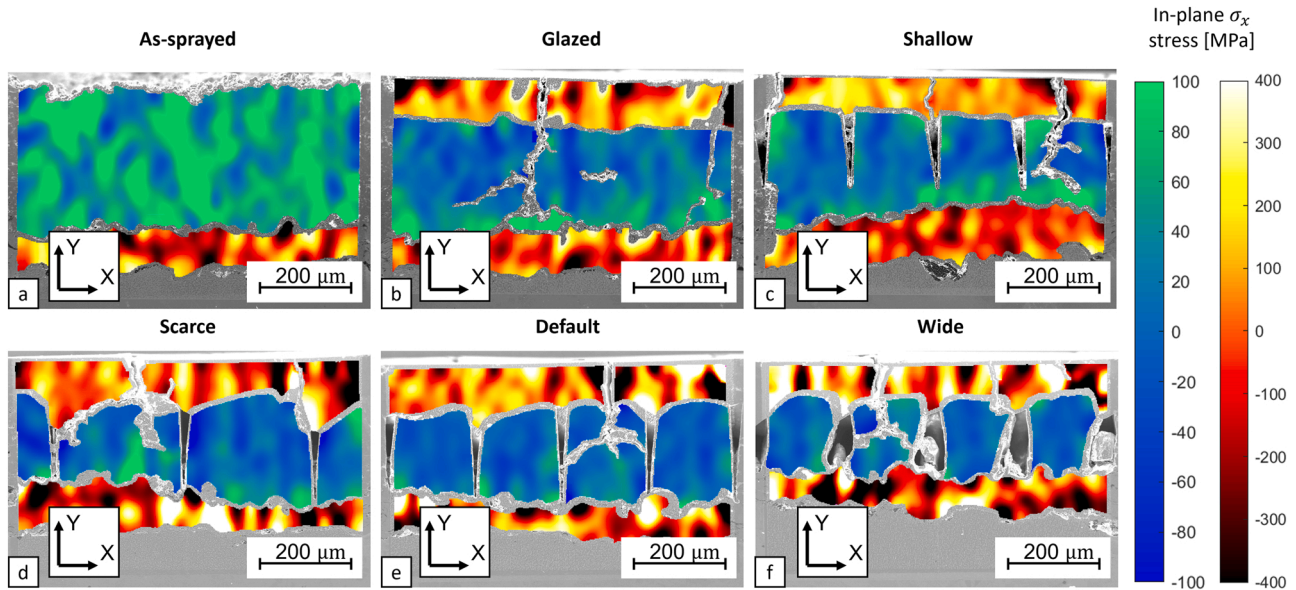 In-plane σx
stress [MPa]
As-sprayed
Glazed
Shallow
Y
X
200 μm
a
Y
X
200 μm
b
Y
X
200 μm
c
Scarce
Default
Wide
Y
X
200 μm
d
Y
X
200 μm
e
Y
X
200 μm
f
100
80
60
40
20
0
-20
-40
-60
-80
-100
400
300
200
100
0
-100
-200
-300
-400